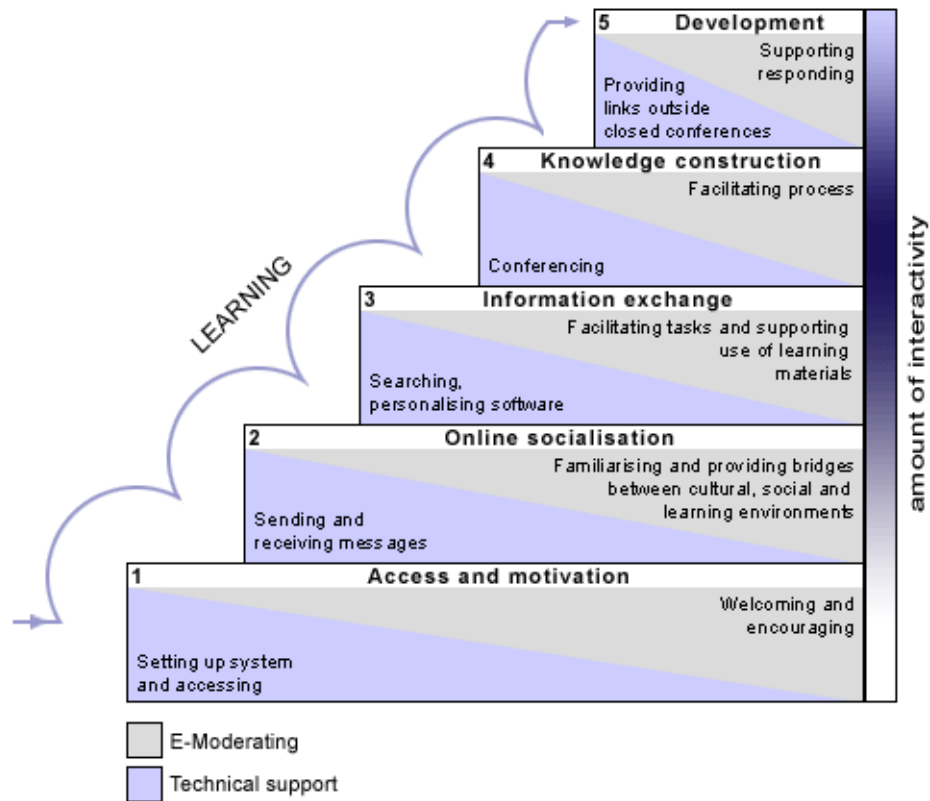 5 Development
Supporting
responding
Providing
links outside
closed conferences
4 Knowledge construction
Facilitating process
Conferencing
3 Information exchange
Facilitating tasks and supporting
use of learning
materials
Searching,
personalising software
2 Online socialisation
Familiarising and providing bridges
between cultural, social and
learning environments
Sending and
receiving messages
1 Access and motivation
Welcoming and
encouraging
Setting up system
and accessing
LEARNING
amount of interactivity
E-Moderating
Technical support